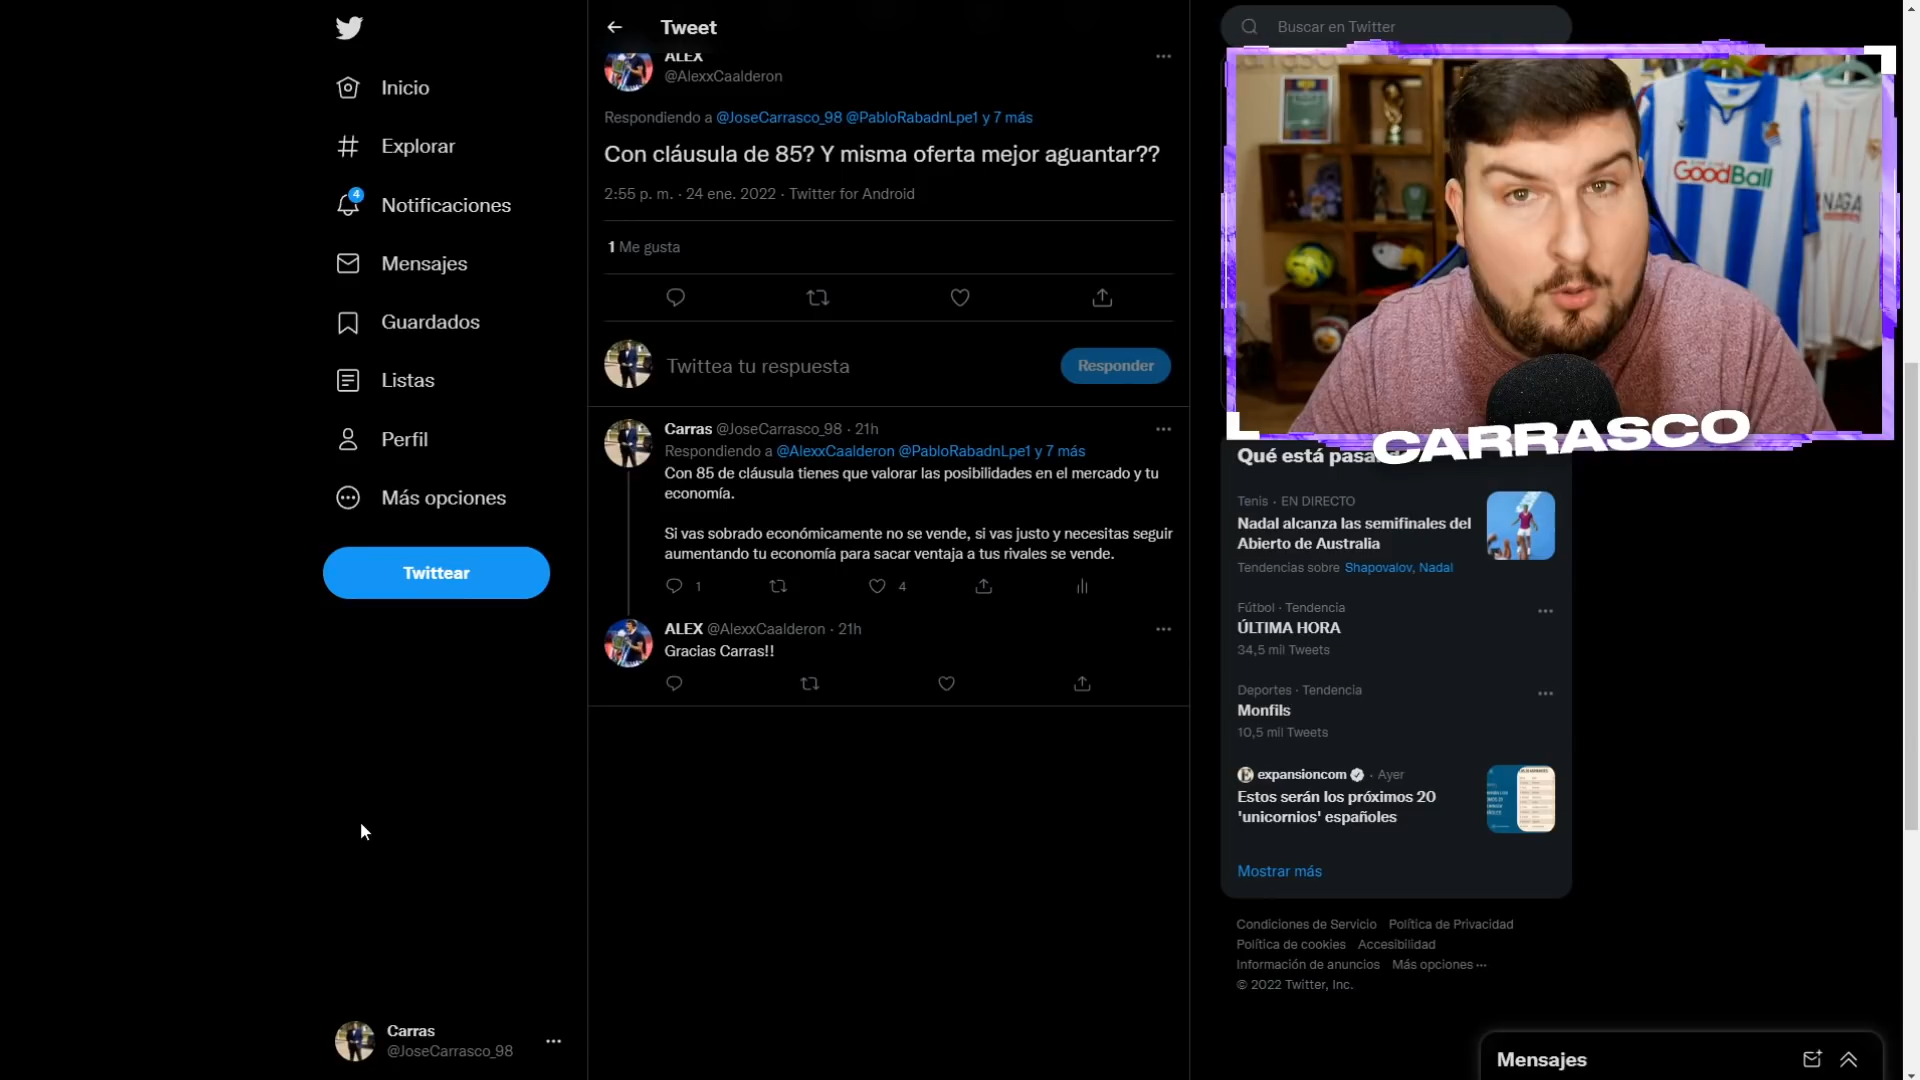 Inicio
Explorar
4
Notificaciones
Mensajes
Guardados
Listas
Perfil
Más opciones
Twittear
Carras
@JoseCarrasco_98
Tweet
ALEX
@AlexxCaalderon
Respondiendo a @JoseCarrasco_98 @PabloRabadnLpe1 y 7 más
Con cláusula de 85? Y misma oferta mejor aguantar??
2:55 p. m. · 24 ene. 2022 · Twitter for Android
1 Me gusta
Twittea tu respuesta
Responder
Carras @JoseCarrasco_98 · 21h
Respondiendo a @AlexxCaalderon @PabloRabadnLpe1 y 7 más
Con 85 de cláusula tienes que valorar las posibilidades en el mercado y tu
economía.
Si vas sobrado económicamente no se vende, si vas justo y necesitas seguir
aumentando tu economía para sacar ventaja a tus rivales se vende.
1
4
ALEX @AlexxCaalderon · 21h
Gracias Carras!!
Buscar en Twitter
GoodBall
CARRASCO
Qué está
Tenis · EN DIRECTO
Nadal alcanza las semifinales del
Abierto de Australia
Tendencias sobre Shapovalov, Nadal
Fútbol · Tendencia
ÚLTIMA HORA
34,5 mil Tweets
Deportes · Tendencia
Monfils
10,5 mil Tweets
expansioncom · Ayer
Estos serán los próximos 20
'unicornios' españoles
Mostrar más
Condiciones de Servicio Política de Privacidad
Política de cookies Accesibilidad
Información de anuncios Más opciones ···
© 2022 Twitter, Inc.
Mensajes